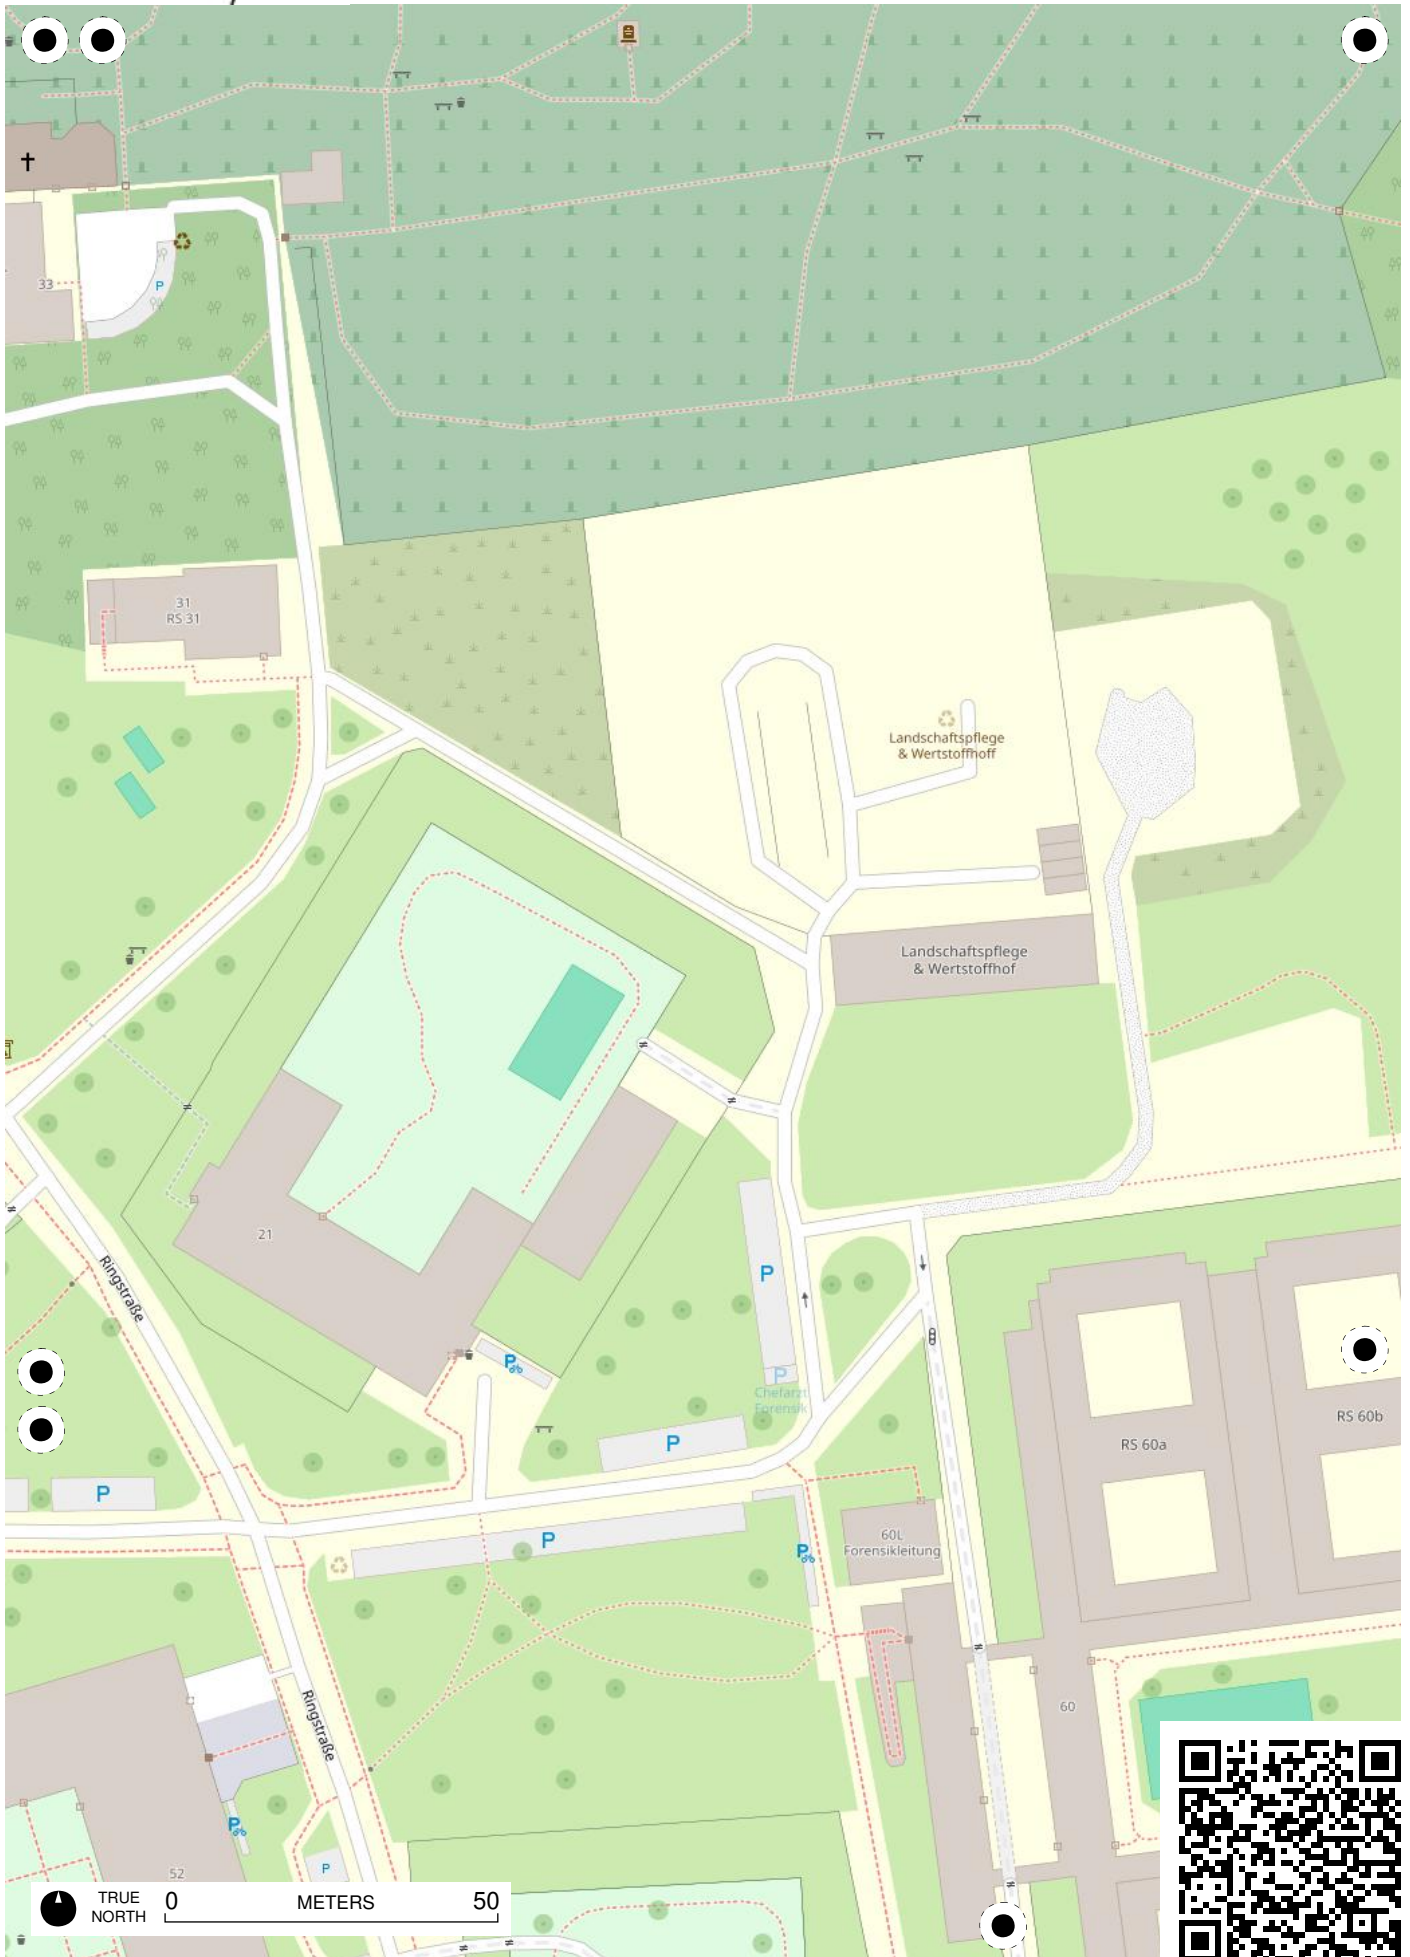 33
P
31
RS 31
Landschaftspflege
& Wertstoffhoff
Landschaftspflege
& Wertstoffhof
21
Ringstraße
P
P
P
Chefarzt
Forensik
RS 60b
RS 60a
P
P
P
60L
Forensikleitung
P
Ringstraße
60
P
P
52
TRUE
NORTH
0 METERS 50